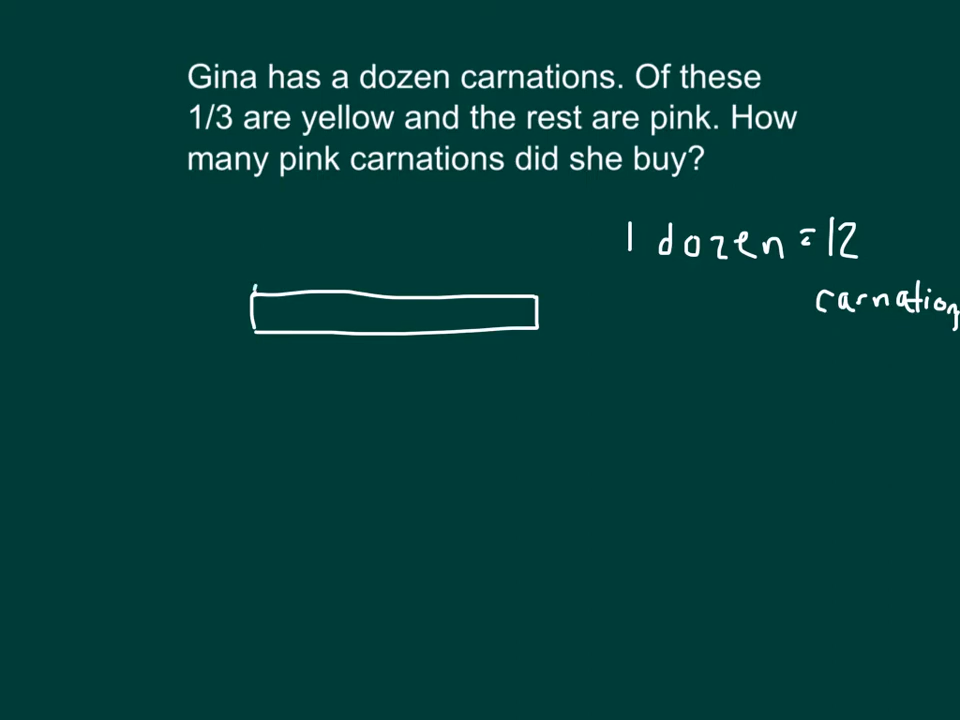 Gina has a dozen carnations. Of these
1/3 are yellow and the rest are pink. How
many pink carnations did she buy?
1 dozen = 12
carnations